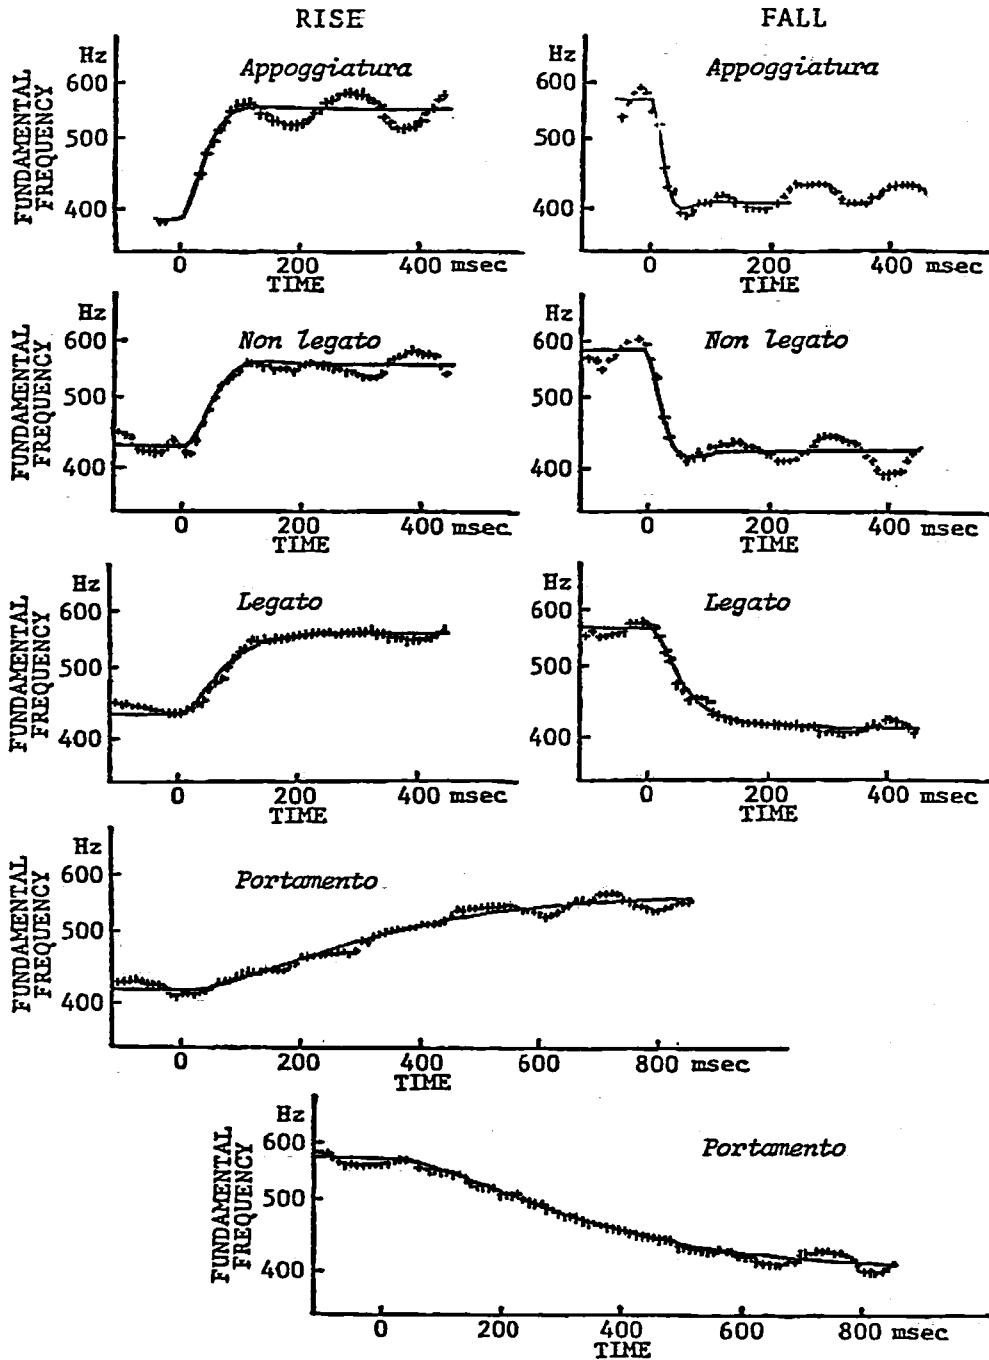 RISE FALL
Hz Appoggiatura
600
500
400
FUNDAMENTAL
FREQUENCY
0 200 400 msec
TIME
Appoggiatura
600
500
400
0 200 400 msec
TIME
Hz Non legato
600
500
400
FUNDAMENTAL
FREQUENCY
0 200 400 msec
TIME
Hz Non legato
600
500
400
0 200 400 msec
TIME
Hz Legato
600
500
400
FUNDAMENTAL
FREQUENCY
0 200 400 msec
TIME
Hz Legato
600
500
400
0 200 400 msec
TIME
Hz Portamento
600
500
400
FUNDAMENTAL
FREQUENCY
0 200 400 600 800 msec
TIME
Hz Portamento
600
500
400
FUNDAMENTAL
FREQUENCY
0 200 400 600 800 msec
TIME